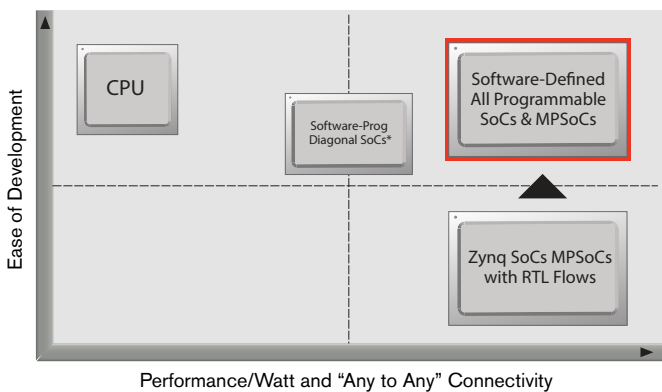 Ease of Development
CPU
Software-Prog
Diagonal SoCs*
Software-Defined
All Programmable
SoCs & MPSoCs
Zynq SoCs MPSoCs
with RTL Flows
Performance/Watt and “Any to Any” Connectivity